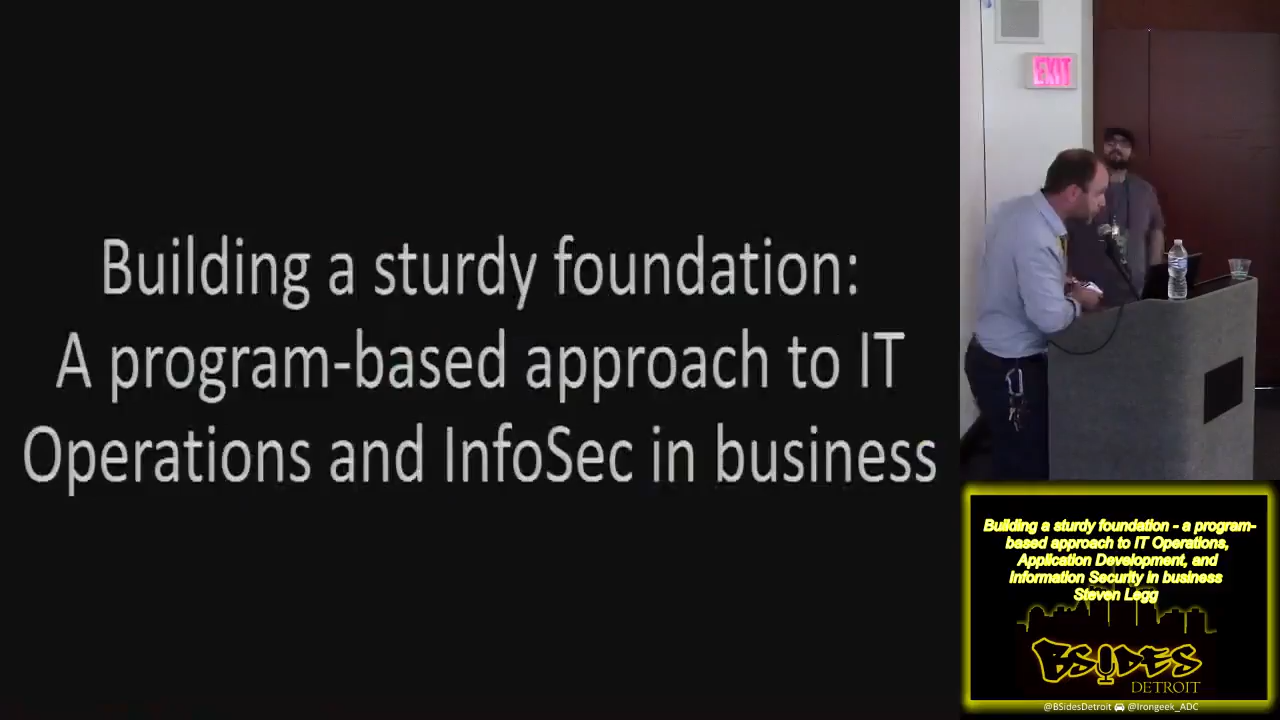 Building a sturdy foundation:
A program-based approach to IT
Operations and InfoSec in business
EXIT
Building a sturdy foundation - a program-
based approach to IT Operations,
Application Development, and
Information Security in business
Steven Legg
BSIDES
DETROIT
@BSidesDetroit @Irongeek_ADC